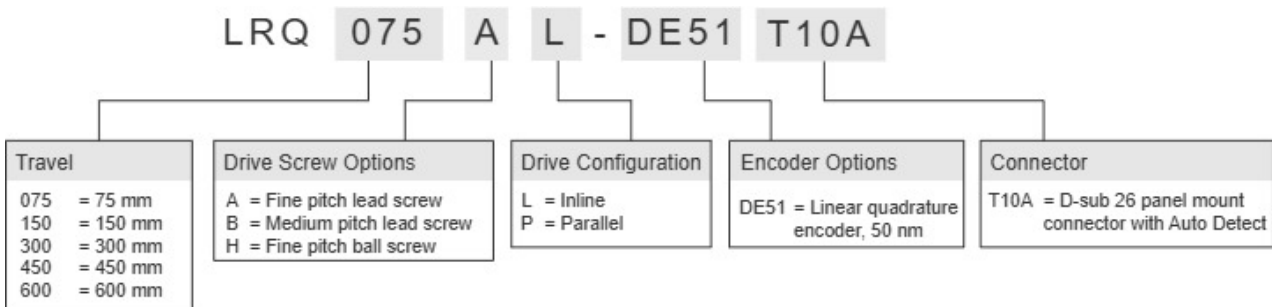 LRQ 075 A L - DE51 T10A
Travel
075 = 75 mm
150 = 150 mm
300 = 300 mm
450 = 450 mm
600 = 600 mm
Drive Screw Options
A = Fine pitch lead screw
B = Medium pitch lead screw
H = Fine pitch ball screw
Drive Configuration
L = Inline
P = Parallel
Encoder Options
DE51 = Linear quadrature
encoder, 50 nm
Connector
T10A = D-sub 26 panel mount
connector with Auto Detect